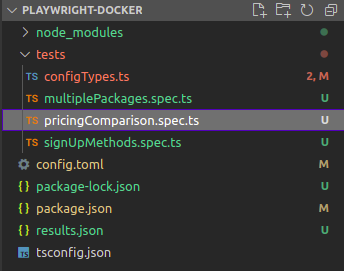 PLAYWRIGHT-DOCKER
node_modules
tests
TS configTypes.ts 2, M
TS multiplePackages.spec.ts U
TS pricingComparison.spec.ts U
TS signUpMethods.spec.ts U
config.toml M
{} package-lock.json U
{} package.json M
{} results.json U
TS tsconfig.json